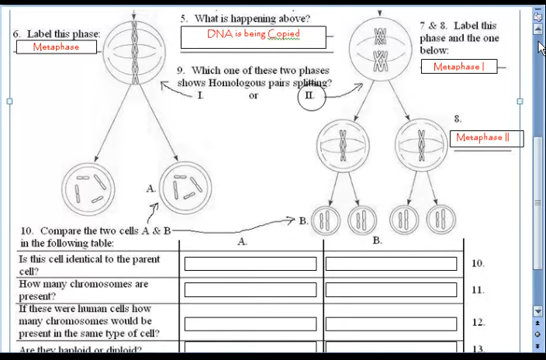 5. What is happening above?
DNA is being Copied
6. Label this phase:
Metaphase
7 & 8. Label this
phase and the one
below:
Metaphase I
9. Which one of these two phases
shows Homologous pairs splitting?
I. or II.
8.
Metaphase II
A.
B.
10. Compare the two cells A & B
in the following table:
A. B.
Is this cell identical to the parent
cell?
10.
How many chromosomes are
present?
11.
If these were human cells how
many chromosomes would be
present in the same type of cell?
12.
Are they haploid or diploid?
13